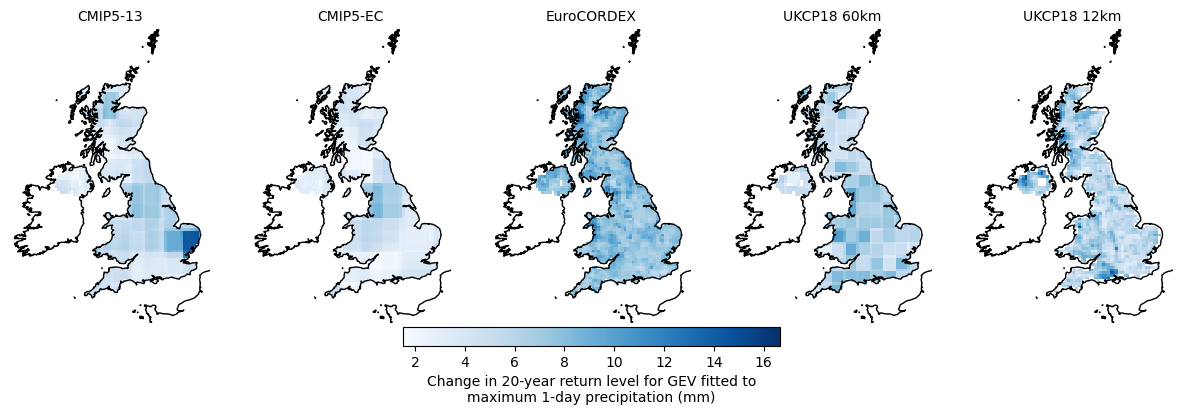 CMIP5-13
CMIP5-EC
EuroCORDEX
UKCP18 60km
UKCP18 12km
2 4 6 8 10 12 14 16
Change in 20-year return level for GEV fitted to
maximum 1-day precipitation (mm)